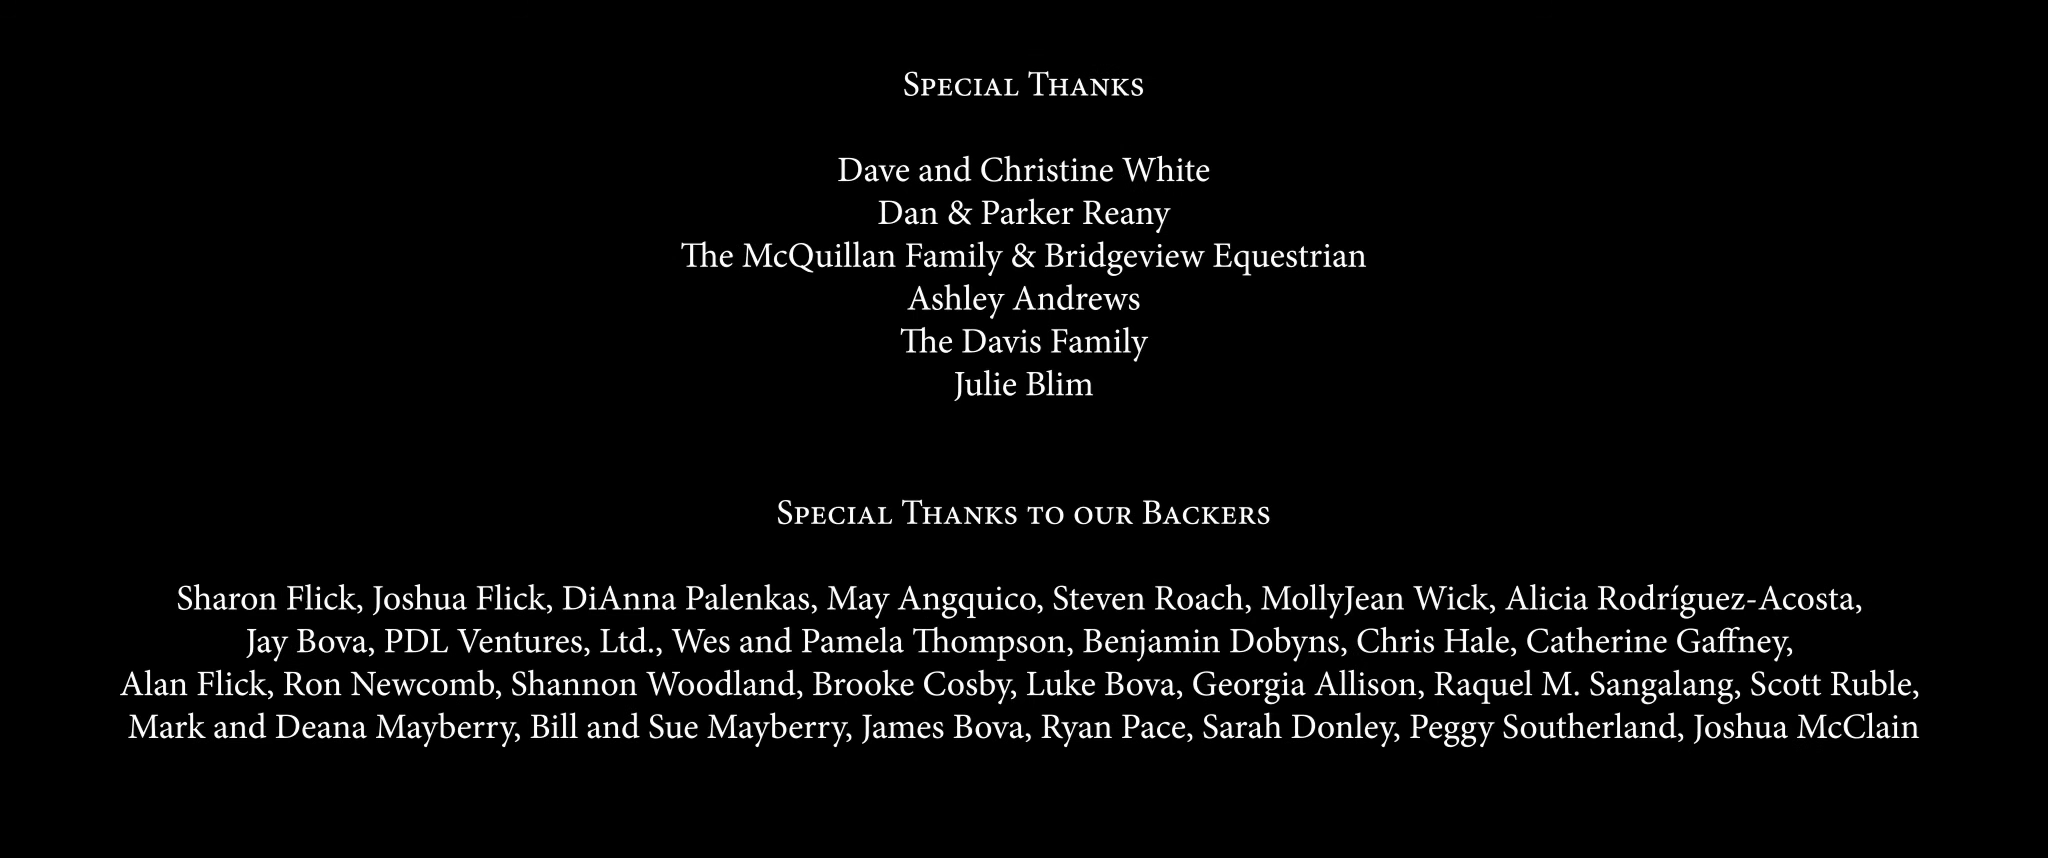 Special Thanks
Dave and Christine White
Dan & Parker Reany
The McQuillan Family & Bridgeview Equestrian
Ashley Andrews
The Davis Family
Julie Blim
Special Thanks to our Backers
Sharon Flick, Joshua Flick, DiAnna Palenkas, May Angquico, Steven Roach, MollyJean Wick, Alicia Rodríguez-Acosta,
Jay Bova, PDL Ventures, Ltd., Wes and Pamela Thompson, Benjamin Dobyns, Chris Hale, Catherine Gaffney,
Alan Flick, Ron Newcomb, Shannon Woodland, Brooke Cosby, Luke Bova, Georgia Allison, Raquel M. Sangalang, Scott Ruble,
Mark and Deana Mayberry, Bill and Sue Mayberry, James Bova, Ryan Pace, Sarah Donley, Peggy Southerland, Joshua McClain